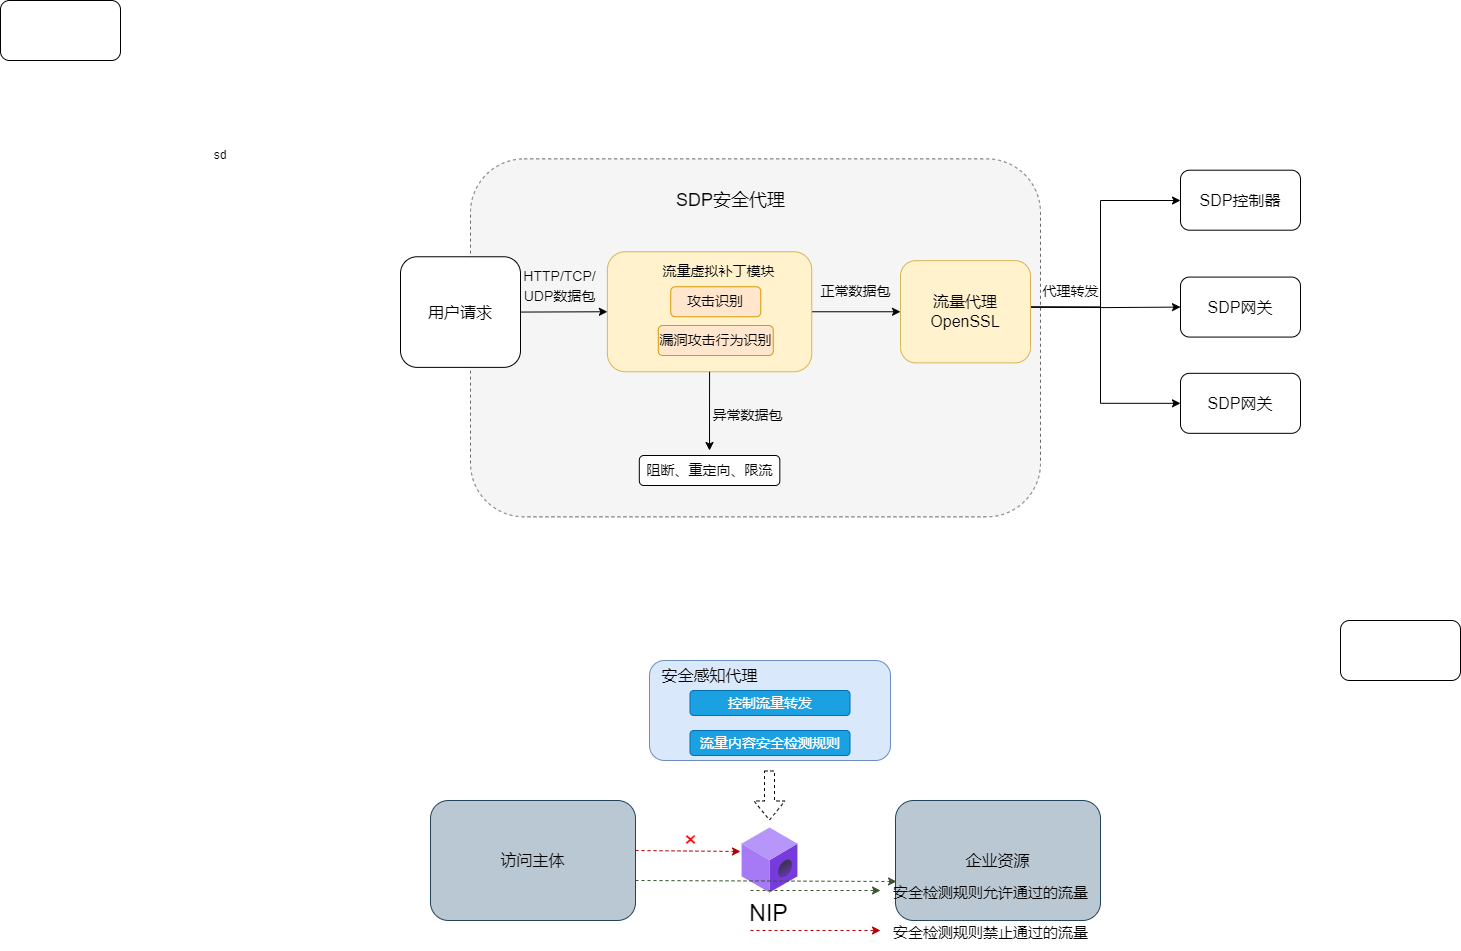 sd
SDP安全代理
SDP控制器
HTTP/TCP/
UDP数据包
流量虚拟补丁模块
攻击识别
漏洞攻击行为识别
正常数据包
流量代理
OpenSSL
代理转发
用户请求
SDP网关
SDP网关
异常数据包
阻断、重定向、限流
安全感知代理
控制流量转发
流量内容安全检测规则
访问主体
企业资源
安全检测规则允许通过的流量
NIP
安全检测规则禁止通过的流量